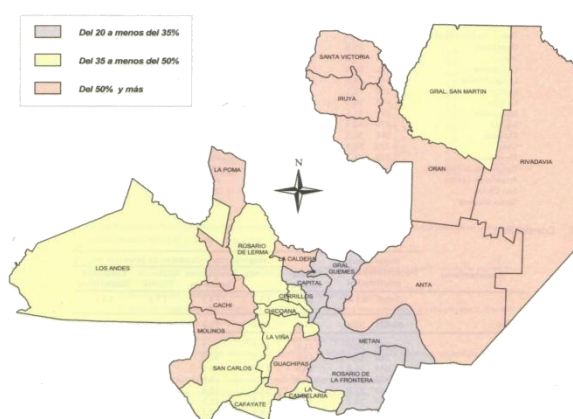 Del 20 a menos del 35%
Del 35 a menos del 50%
Del 50% y más
SANTA VICTORIA
IRUYA
GRAL. SAN MARTIN
ORAN
RIVADAVIA
LA POMA
N
ROSARIO
DE LERMA
LA CALDERA
GRAL
GUEMES
LOS ANDES
CAPITAL
ANTA
CERRILLOS
CACHI
CHICOANA
MOLINOS
LA VIÑA
METAN
SAN CARLOS
GUACHIPAS
ROSARIO DE
LA FRONTERA
LA
CANDELARIA
CAFAYATE